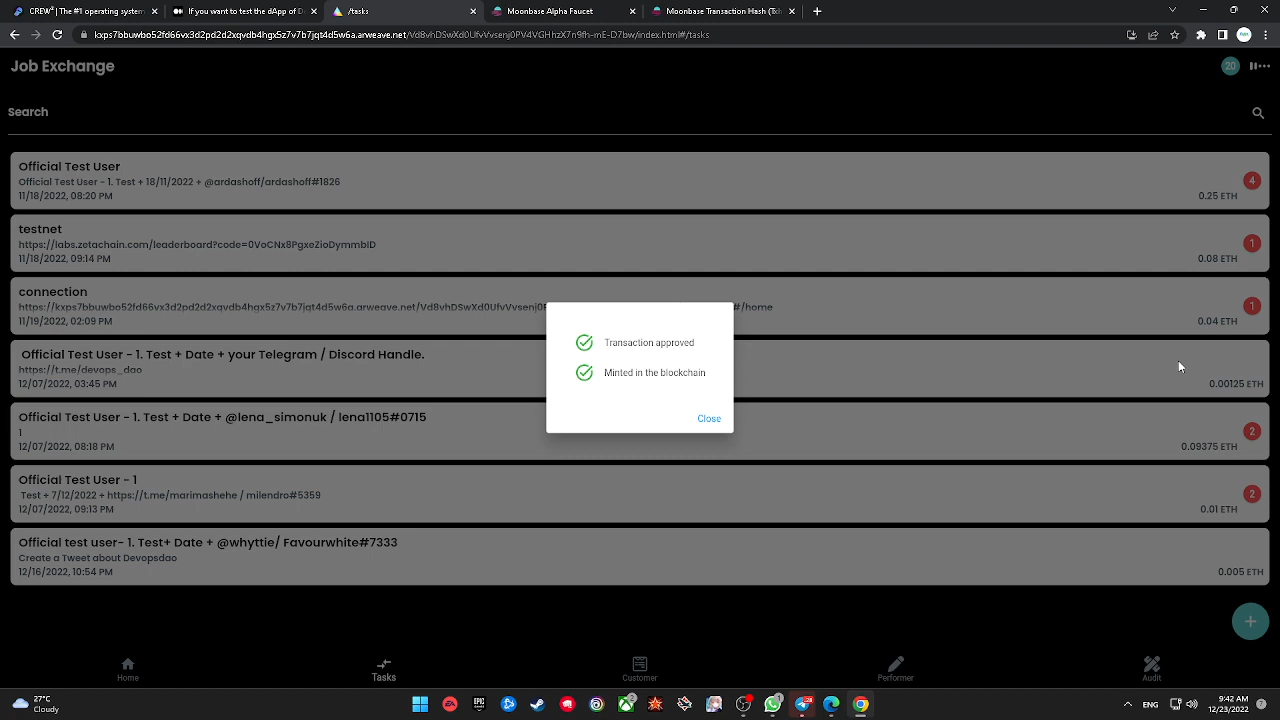 CREW³ | The #1 operating system
If you want to test the app of D
/tasks
Moonbase Alpha Faucet
Moonbase Transaction Hash (Txh
Job Exchange
20
Search
Official Test User
Official Test User - 1. Test + 18/11/2022 + @ardashoff/ardashoff#1826
11/18/2022, 08:20 PM
0.25 ETH
4
testnet
https://labs.zetachain.com/leaderboard?code=0VoCNx8PgxeZioDymmbID
11/18/2022, 09:14 PM
0.08 ETH
1
connection
#/home
11/19/2022, 02:09 PM
0.04 ETH
1
Transaction approved
Minted in the blockchain
Close
Official Test User - 1. Test + Date + your Telegram / Discord Handle.
https://t.me/devops_dao
12/07/2022, 03:45 PM
0.00125 ETH
Official Test User - 1. Test + Date + @lena_simonuk / lena1105#0715
1
12/07/2022, 08:18 PM
0.09375 ETH
2
Official Test User - 1
Test + 7/12/2022 + https://t.me/marimashehe / milendro#5359
12/07/2022, 09:13 PM
0.01 ETH
2
Official test user- 1. Test+ Date + @whyttie/ Favourwhite#7333
Create a Tweet about Devopsdao
12/16/2022, 10:54 PM
0.005 ETH
Home
Tasks
Customer
Performer
Audit
27°C
Cloudy
ENG
9:42 AM
12/23/2022